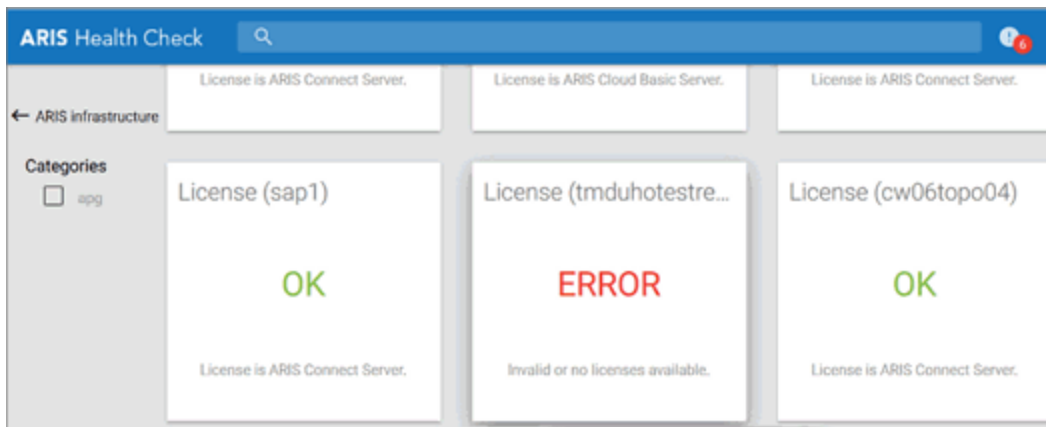 ARIS Health Check
6
License is ARIS Connect Server.
License is ARIS Cloud Basic Server.
License is ARIS Connect Server.
← ARIS infrastructure
Categories
apg
License (sap1)
OK
License is ARIS Connect Server.
License (tmduhotestre...
ERROR
Invalid or no licenses available.
License (cw06topo04)
OK
License is ARIS Connect Server.